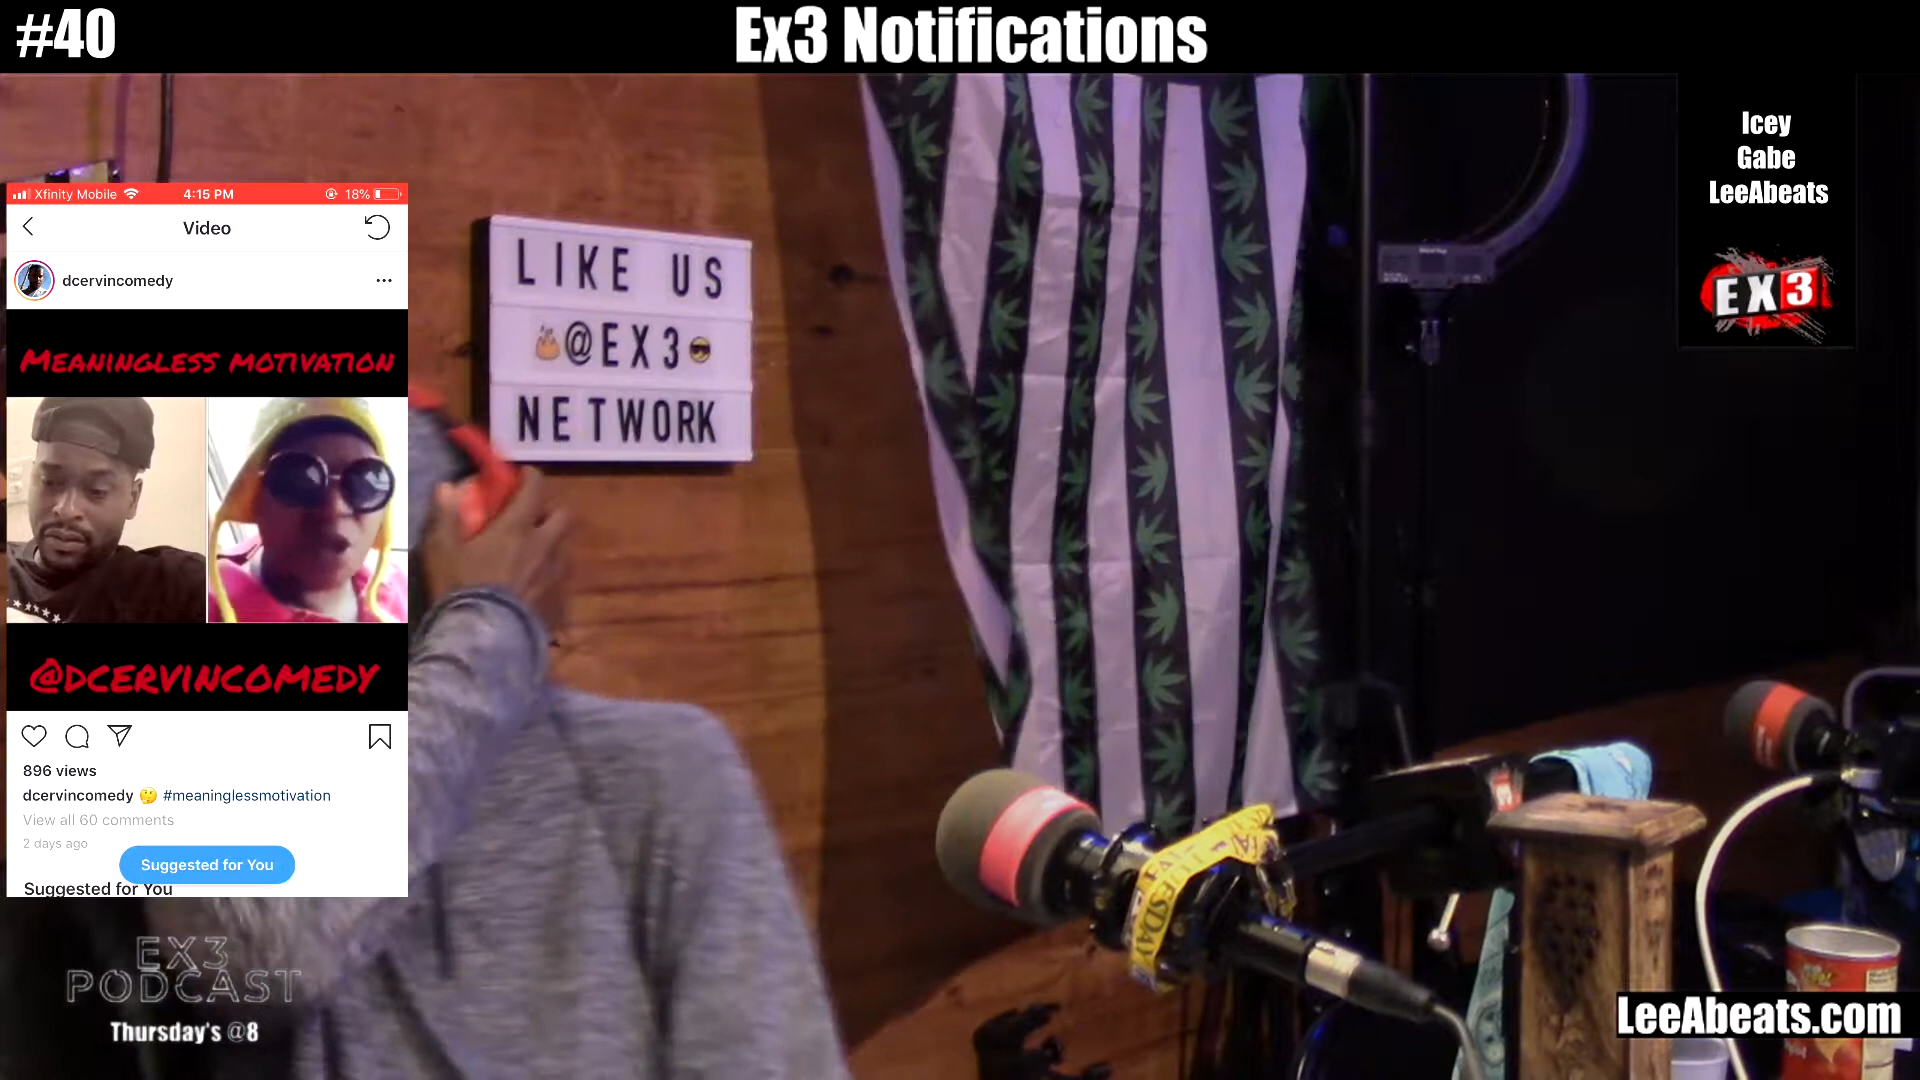 #40
Ex3 Notifications
Icey
Gabe
LeeAbeats
EX3
Xfinity Mobile 4:15 PM 18%
Video
dcervincomedy
MEANINGLESS MOTIVATION
@DCERVINCOMEDY
896 views
dcervincomedy 🤔 #meaninglessmotivation
View all 60 comments
2 days ago
Suggested for You
Suggested for You
LIKE US
🔥@EX3😎
NETWORK
EX3
PODCAST
Thursday's @8
LeeAbeats.com